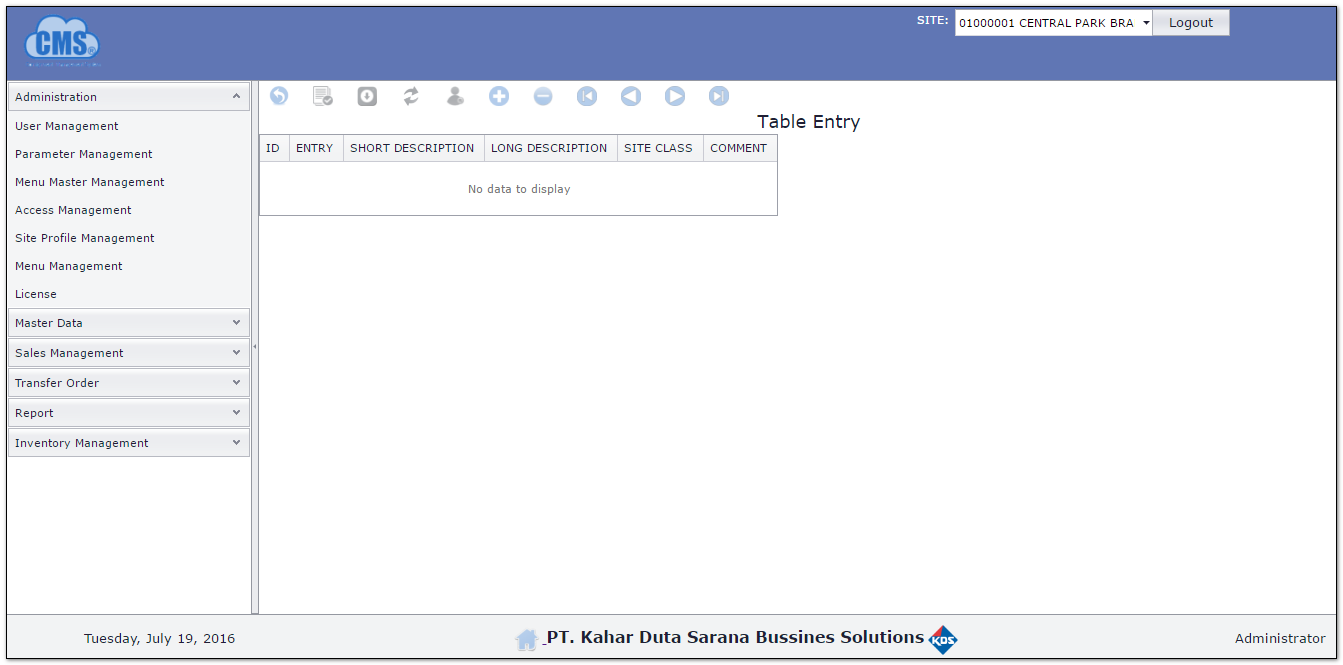 SITE: 01000001 CENTRAL PARK BRA Logout
CMS®
Administration
User Management
Parameter Management
Menu Master Management
Access Management
Site Profile Management
Menu Management
License
Master Data
Sales Management
Transfer Order
Report
Inventory Management
Table Entry
ID ENTRY SHORT DESCRIPTION LONG DESCRIPTION SITE CLASS COMMENT
No data to display
Tuesday, July 19, 2016
PT. Kahar Duta Sarana Bussines Solutions KDS
Administrator